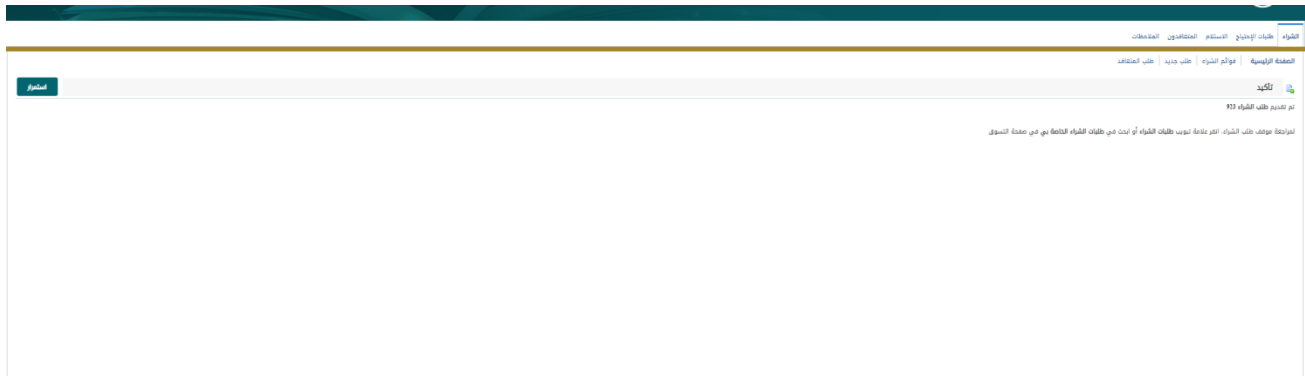 الشراء طلبات الإحتياج الاستلام المتعاقدون الملاحظات
الصفحة الرئيسية | قوائم الشراء | طلب جديد | طلب المتعاقد
تأكيد
استمرار
تم تقديم طلب الشراء 923
لمراجعة موقف طلب الشراء، انقر علامة تبويب طلبات الشراء أو ابحث في طلبات الشراء الخاصة بي في صفحة التسوق